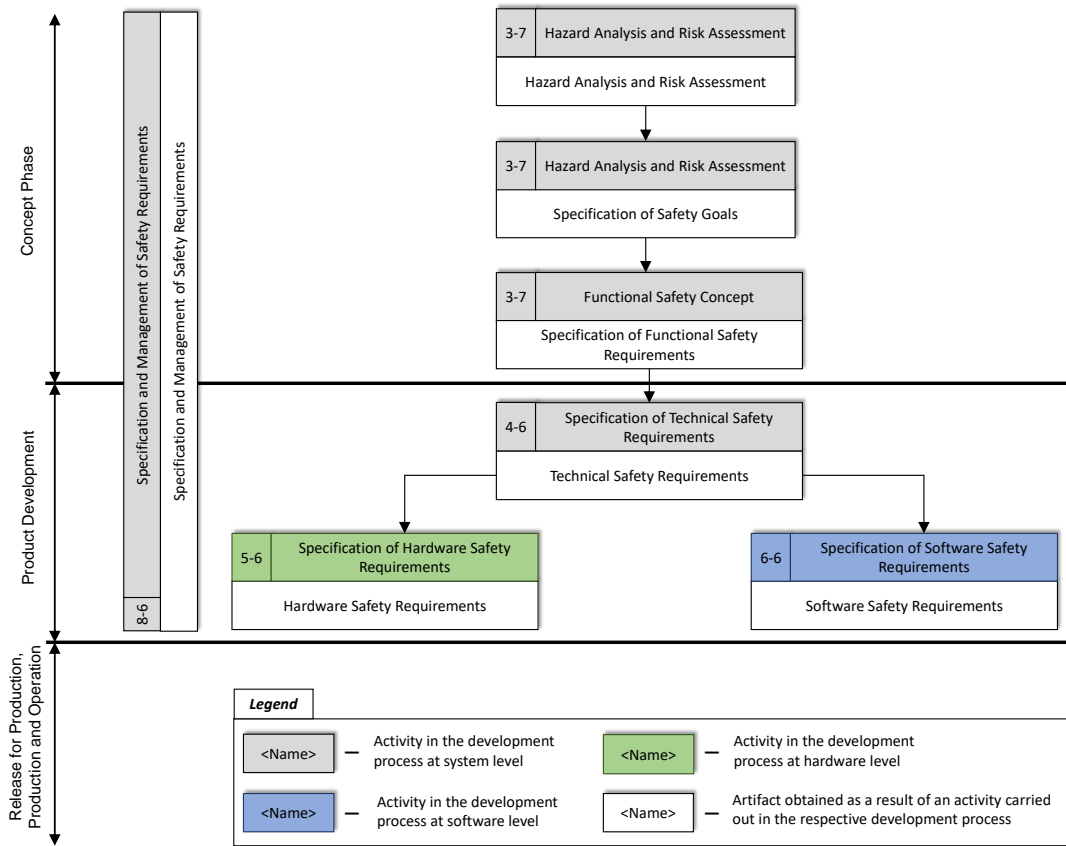 Concept Phase
Product Development
Release for Production,
Production and Operation
Specification and Management of Safety Requirements
8-6
Specification and Management of Safety Requirements
3-7
Hazard Analysis and Risk Assessment
Hazard Analysis and Risk Assessment
3-7
Hazard Analysis and Risk Assessment
Specification of Safety Goals
3-7
Functional Safety Concept
Specification of Functional Safety
Requirements
4-6
Specification of Technical Safety
Requirements
Technical Safety Requirements
5-6
Specification of Hardware Safety
Requirements
Hardware Safety Requirements
6-6
Specification of Software Safety
Requirements
Software Safety Requirements
Legend
<Name>
Activity in the development
process at system level
<Name>
Activity in the development
process at hardware level
<Name>
Activity in the development
process at software level
<Name>
Artifact obtained as a result of an activity carried
out in the respective development process